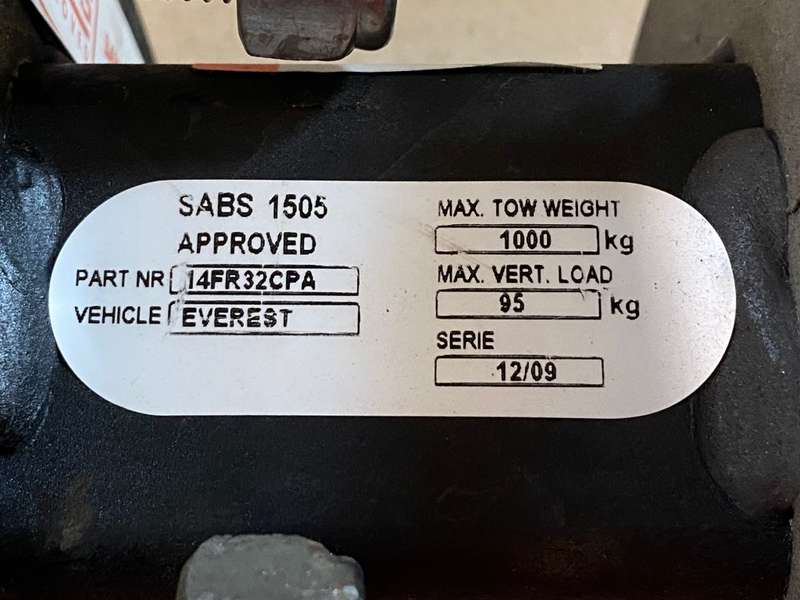 SABS 1505
APPROVED
PART NR 14FR32CPA
VEHICLE EVEREST
MAX. TOW WEIGHT
1000 kg
MAX. VERT. LOAD
95 kg
SERIE
12/09